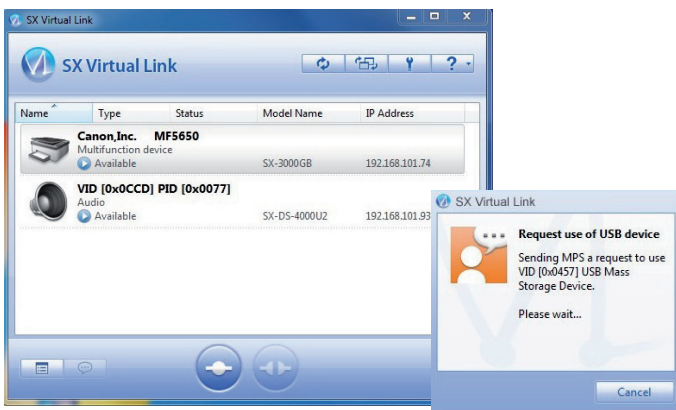 SX Virtual Link
SX Virtual Link
?
Name Type Status Model Name IP Address
Canon,Inc. MF5650
Multifunction device
Available SX-3000GB 192.168.101.74
VID [0x0CCD] PID [0x0077]
Audio
Available SX-DS-4000U2 192.168.101.93
SX Virtual Link
Request use of USB device
Sending MPS a request to use
VID [0x0457] USB Mass
Storage Device.
Please wait...
Cancel